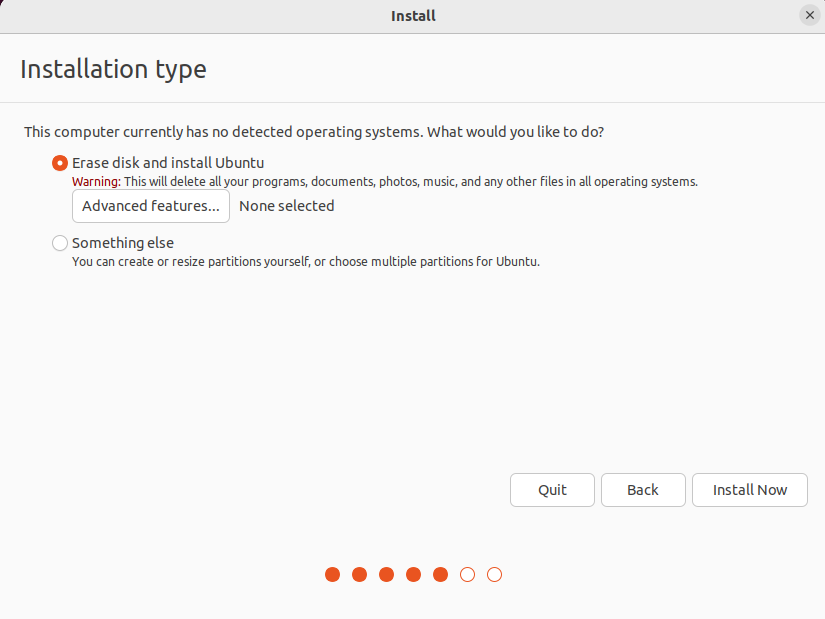 Install
Installation type
This computer currently has no detected operating systems. What would you like to do?
Erase disk and install Ubuntu
Warning: This will delete all your programs, documents, photos, music, and any other files in all operating systems.
Advanced features... None selected
Something else
You can create or resize partitions yourself, or choose multiple partitions for Ubuntu.
Quit Back Install Now